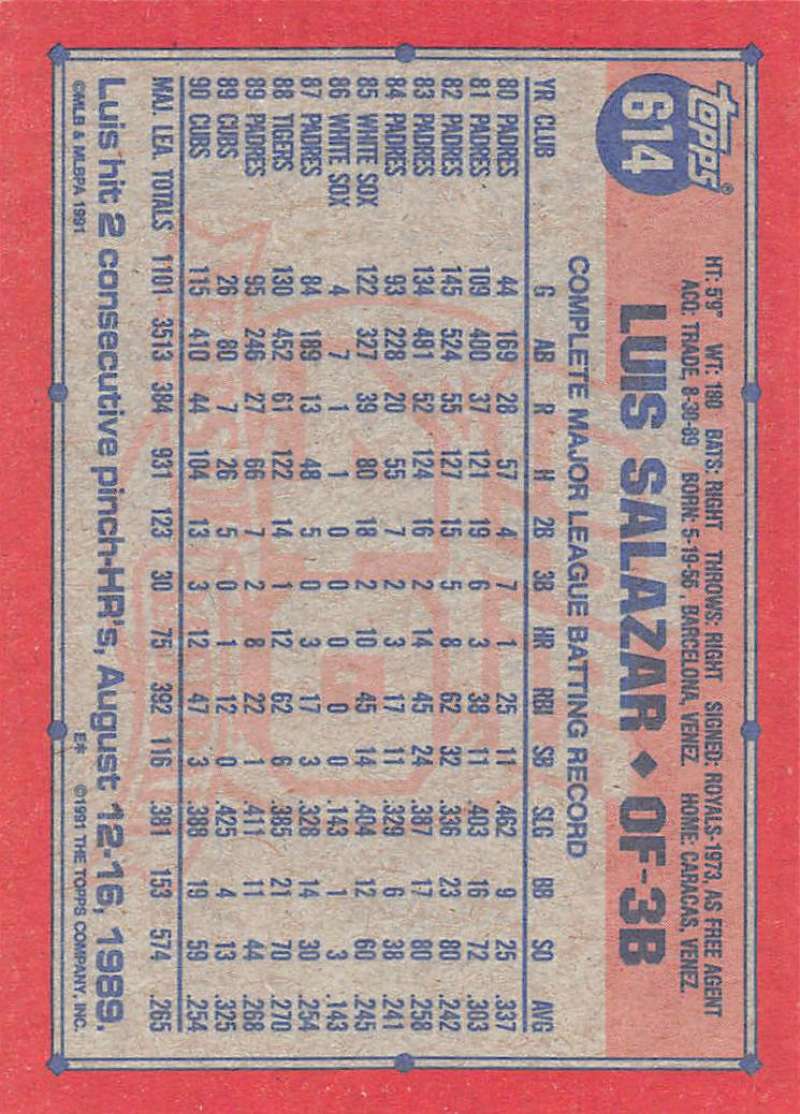 topps®
614
HT: 5'9" WT: 180 BATS: RIGHT THROWS: RIGHT SIGNED: ROYALS-1973, AS FREE AGENT
ACQ: TRADE, 8-30-89 BORN: 5-19-56, BARCELONA, VENEZ. HOME: CARACAS, VENEZ.
LUIS SALAZAR ♦ OF-3B
COMPLETE MAJOR LEAGUE BATTING RECORD
YR CLUB G AB R H 2B 3B HR RBI SB SLG BB SO AVG
80 PADRES 44 169 28 57 4 7 1 25 11 .462 9 25 .337
81 PADRES 109 400 37 121 19 6 3 38 11 .403 16 72 .303
82 PADRES 145 524 55 127 15 5 8 62 32 .336 23 80 .242
83 PADRES 134 481 52 124 16 2 14 45 24 .387 17 80 .258
84 PADRES 93 228 20 55 7 2 3 17 11 .329 6 38 .241
85 WHITE SOX 122 327 39 80 18 2 10 45 14 .404 12 60 .245
86 WHITE SOX 4 7 1 1 0 0 0 0 0 .143 1 3 .143
87 PADRES 84 189 13 48 5 0 3 17 3 .328 14 30 .254
88 TIGERS 130 452 61 122 14 1 12 62 6 .385 21 70 .270
89 PADRES 95 246 27 66 7 2 8 22 1 .411 11 44 .268
89 CUBS 26 80 7 26 5 0 1 12 0 .425 4 13 .325
90 CUBS 115 410 44 104 13 3 12 47 3 .388 19 59 .254
MAJ. LEA. TOTALS 1101 3513 384 931 123 30 75 392 116 .381 153 574 .265
Luis hit 2 consecutive pinch-HR's, August 12-16, 1989.
©MLB & MLBPA 1991 E* ©1991 THE TOPPS COMPANY, INC.